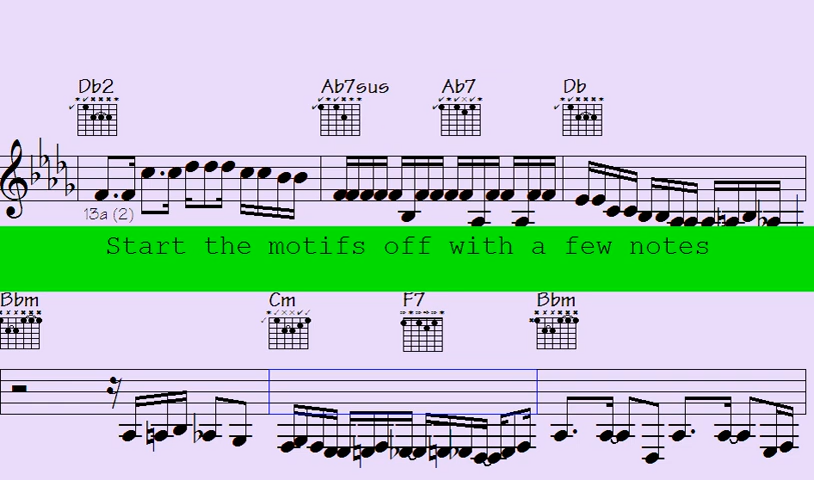 Db2 Ab7sus Ab7 Db
13a (2)
Start the motifs off with a few notes
Bbm Cm F7 Bbm